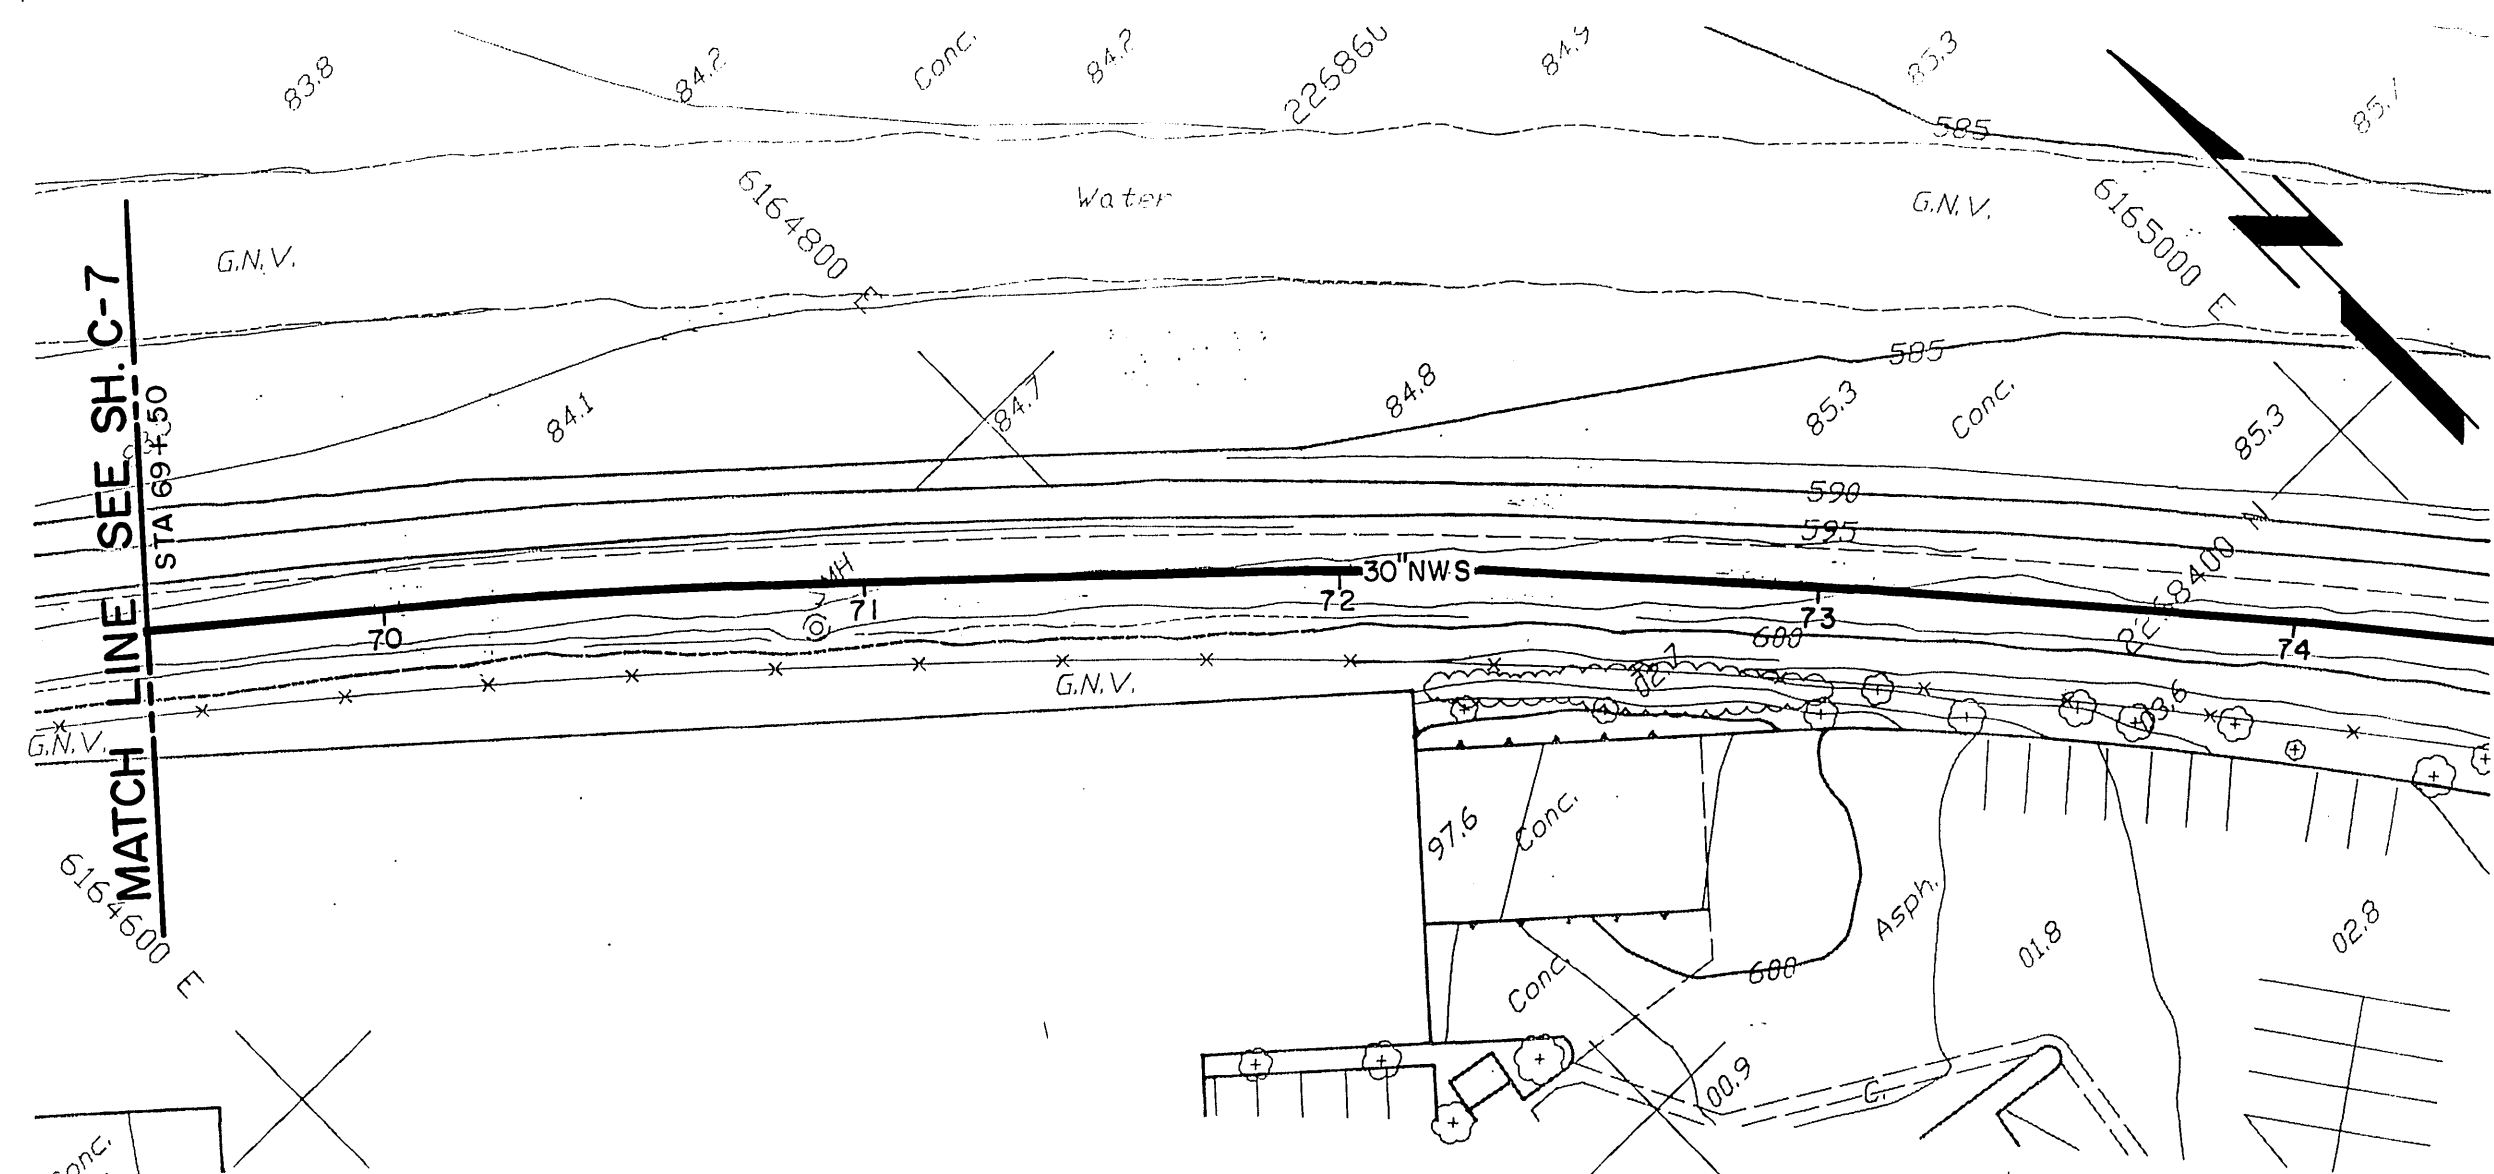 83.8
84.2
Conc.
84.2
84.9
85.3
85.1
585
6164800 E
Water
G.N.V.
6165000 E
G.N.V.
MATCH LINE SEE SH. C-7
STA 69+50
84.1
84.7
84.8
585
85.3
Conc.
85.3
590
595
MH
30"NWS
70
71
72
73
74
600
G.N.V.
G.N.V.
03.6
97.6
Conc.
Asph.
01.8
02.8
6164600 E
Conc.
600
00.9
G.